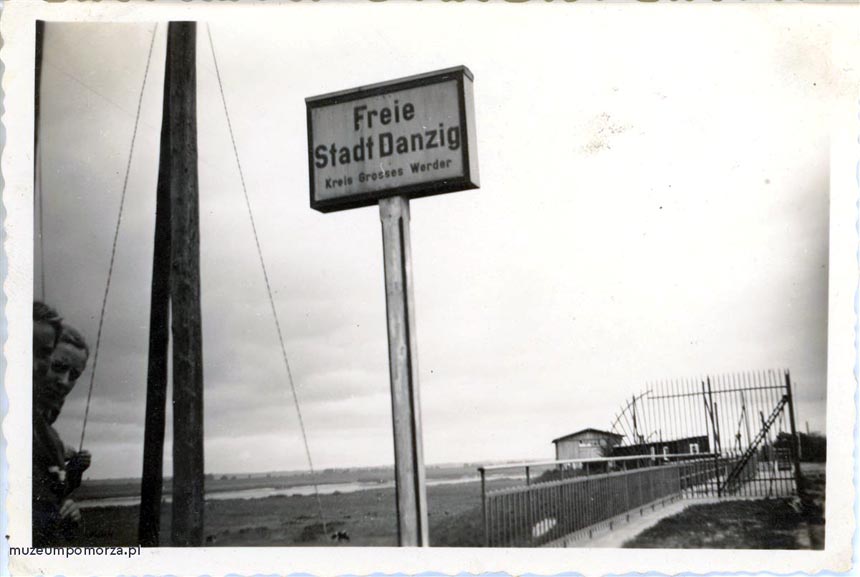 Freie
Stadt Danzig
Kreis Grosses Werder
muzeumpomorza.pl